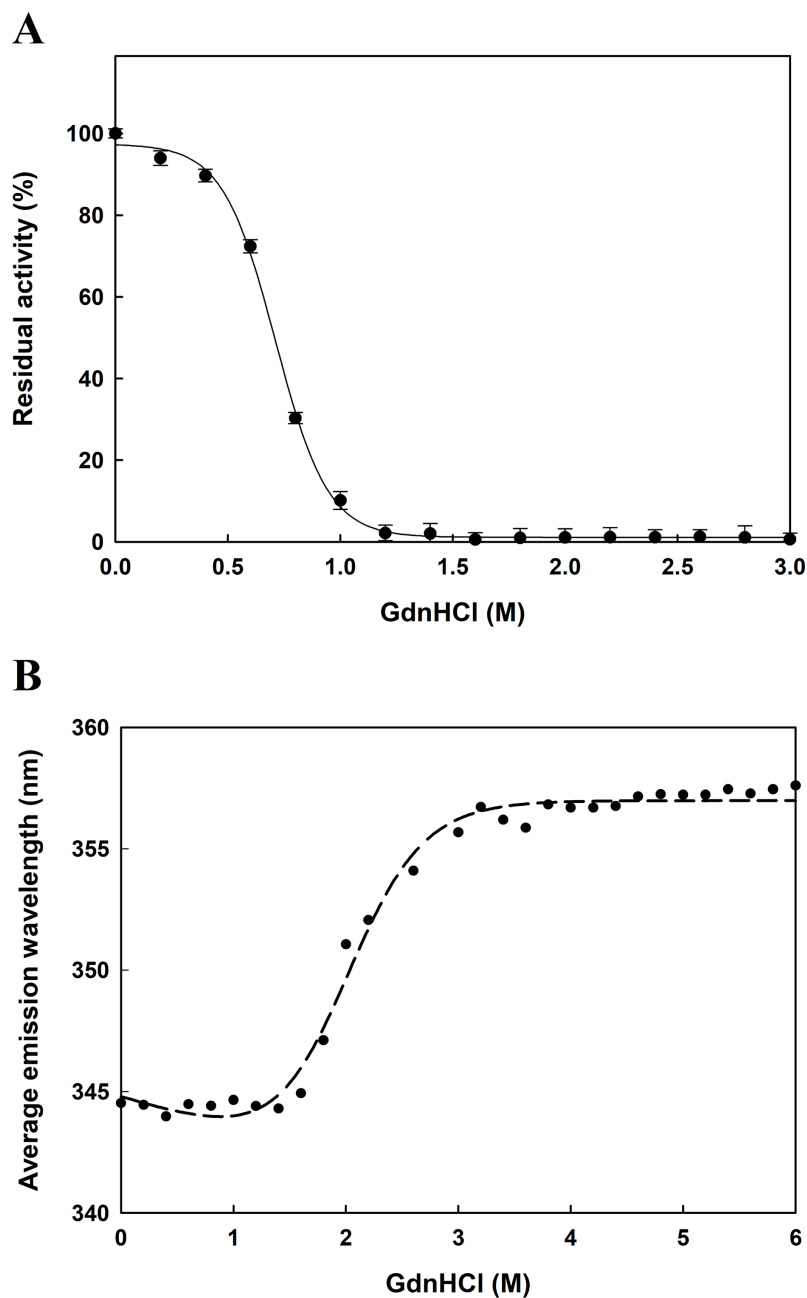 A
Residual activity (%)
100
80
60
40
20
0
0.0 0.5 1.0 1.5 2.0 2.5 3.0
GdnHCl (M)
B
Average emission wavelength (nm)
360
355
350
345
340
0 1 2 3 4 5 6
GdnHCl (M)